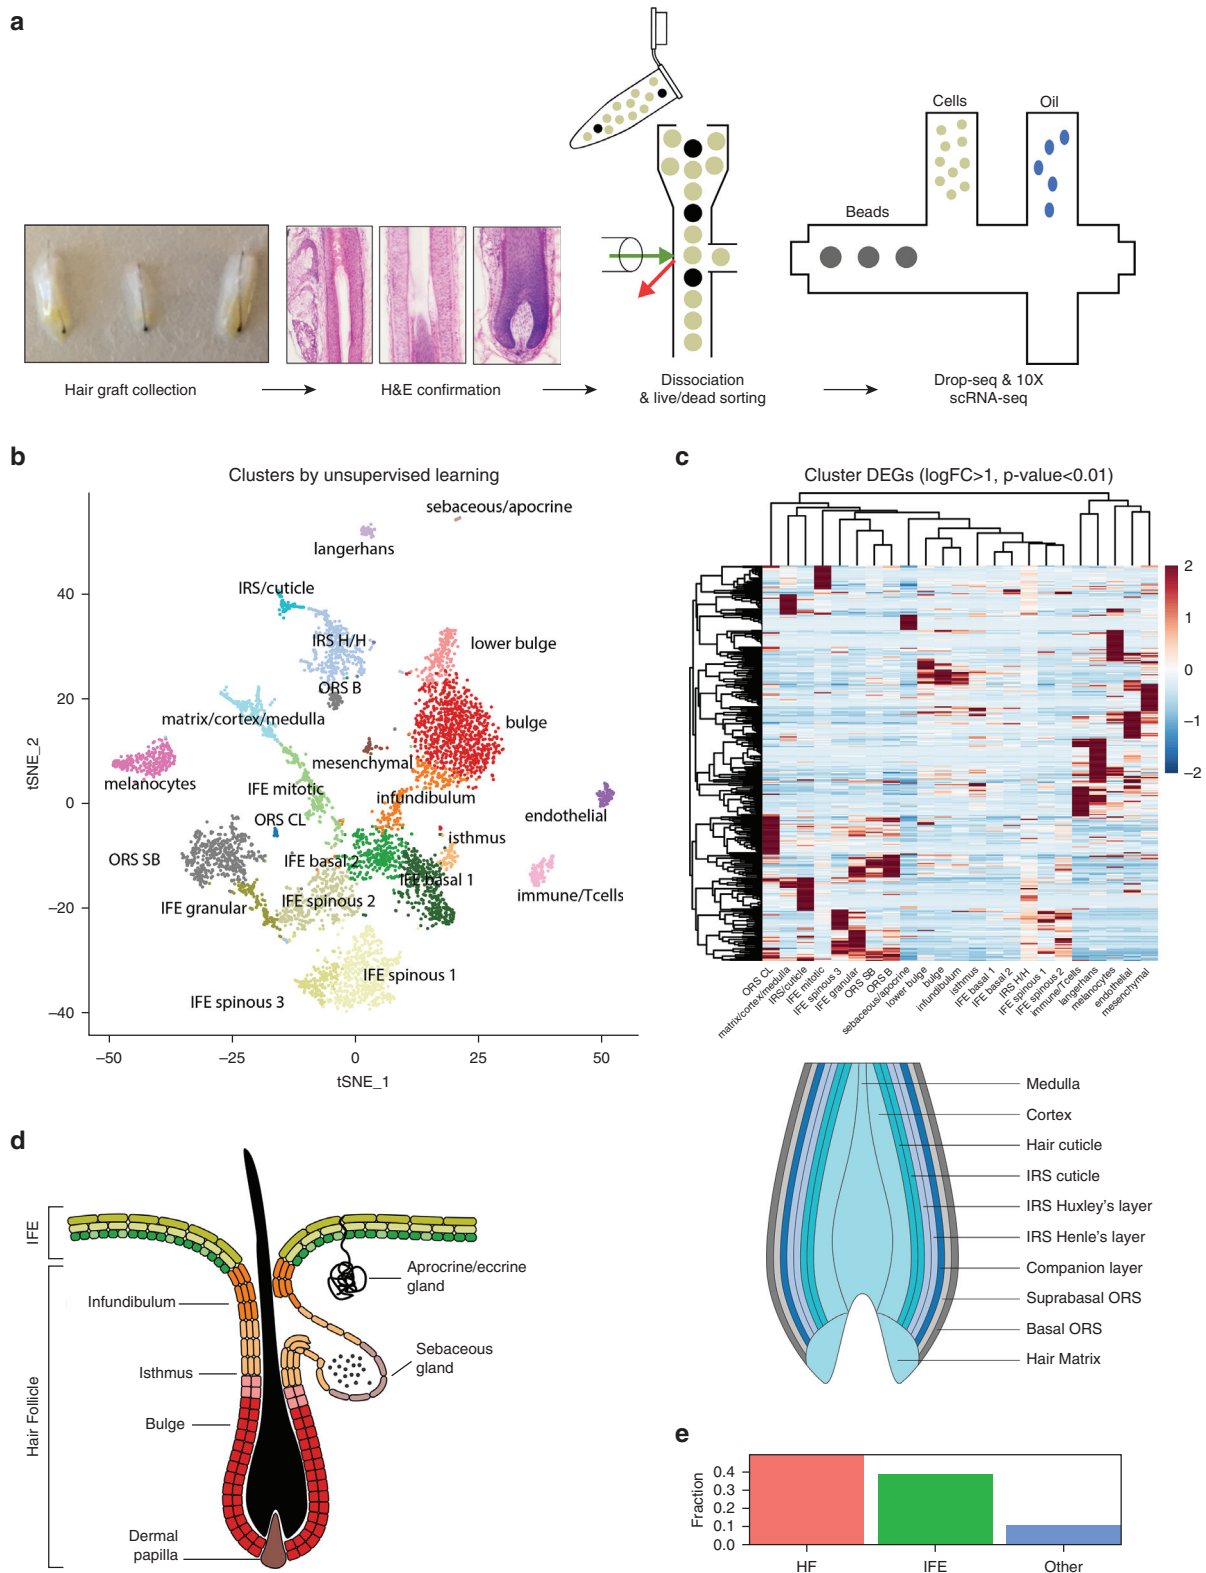 a
Cells
Oil
Beads
Hair graft collection
H&E confirmation
Dissociation
& live/dead sorting
Drop-seq & 10X
scRNA-seq
b
Clusters by unsupervised learning
sebaceous/apocrine
langerhans
IRS/cuticle
IRS H/H
lower bulge
ORS B
matrix/cortex/medulla
bulge
mesenchymal
melanocytes
IFE mitotic
infundibulum
endothelial
ORS CL
isthmus
ORS SB
IFE basal 2
IFE basal 1
immune/Tcells
IFE granular
IFE spinous 2
IFE spinous 1
IFE spinous 3
40
20
0
−20
−40
tSNE_2
−50
−25
0
25
50
tSNE_1
c
Cluster DEGs (logFC>1, p-value<0.01)
2
1
0
−1
−2
ORS CL
matrix/cortex/medulla
IRS/cuticle
IFE mitotic
IFE spinous 3
IFE granular
ORS SB
ORS B
sebaceous/apocrine
lower bulge
bulge
infundibulum
isthmus
IFE basal 1
IFE basal 2
IRS H/H
IFE spinous 1
IFE spinous 2
immune/Tcells
langerhans
melanocytes
endothelial
mesenchymal
d
IFE
Hair Follicle
Infundibulum
Isthmus
Bulge
Dermal
papilla
Aprocrine/eccrine
gland
Sebaceous
gland
Medulla
Cortex
Hair cuticle
IRS cuticle
IRS Huxley's layer
IRS Henle's layer
Companion layer
Suprabasal ORS
Basal ORS
Hair Matrix
e
Fraction
0.4
0.3
0.2
0.1
0.0
HF
IFE
Other